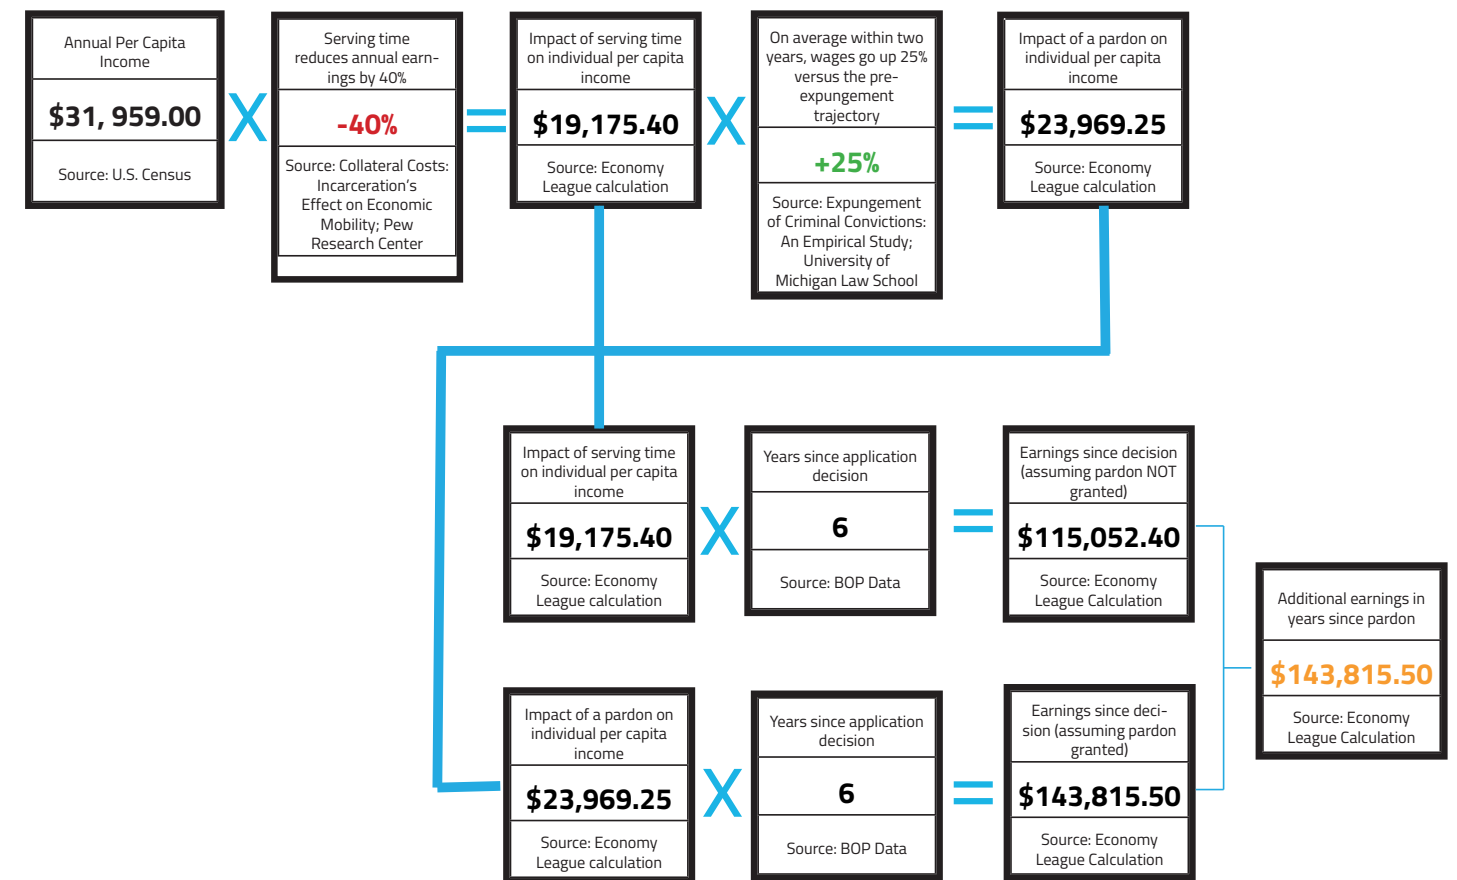 Annual Per Capita
Income
$31, 959.00
Source: U.S. Census
X
Serving time
reduces annual earn-
ings by 40%
-40%
Source: Collateral Costs:
Incarceration's
Effect on Economic
Mobility; Pew
Research Center
=
Impact of serving time
on individual per capita
income
$19,175.40
Source: Economy
League calculation
X
On average within two
years, wages go up 25%
versus the pre-
expungement
trajectory
+25%
Source: Expungement
of Criminal Convictions:
An Empirical Study;
University of
Michigan Law School
=
Impact of a pardon on
individual per capita
income
$23,969.25
Source: Economy
League calculation
Impact of serving time
on individual per capita
income
$19,175.40
Source: Economy
League calculation
X
Years since application
decision
6
Source: BOP Data
=
Earnings since decision
(assuming pardon NOT
granted)
$115,052.40
Source: Economy
League Calculation
Impact of a pardon on
individual per capita
income
$23,969.25
Source: Economy
League calculation
X
Years since application
decision
6
Source: BOP Data
=
Earnings since deci-
sion (assuming pardon
granted)
$143,815.50
Source: Economy
League Calculation
Additional earnings in
years since pardon
$143,815.50
Source: Economy
League Calculation